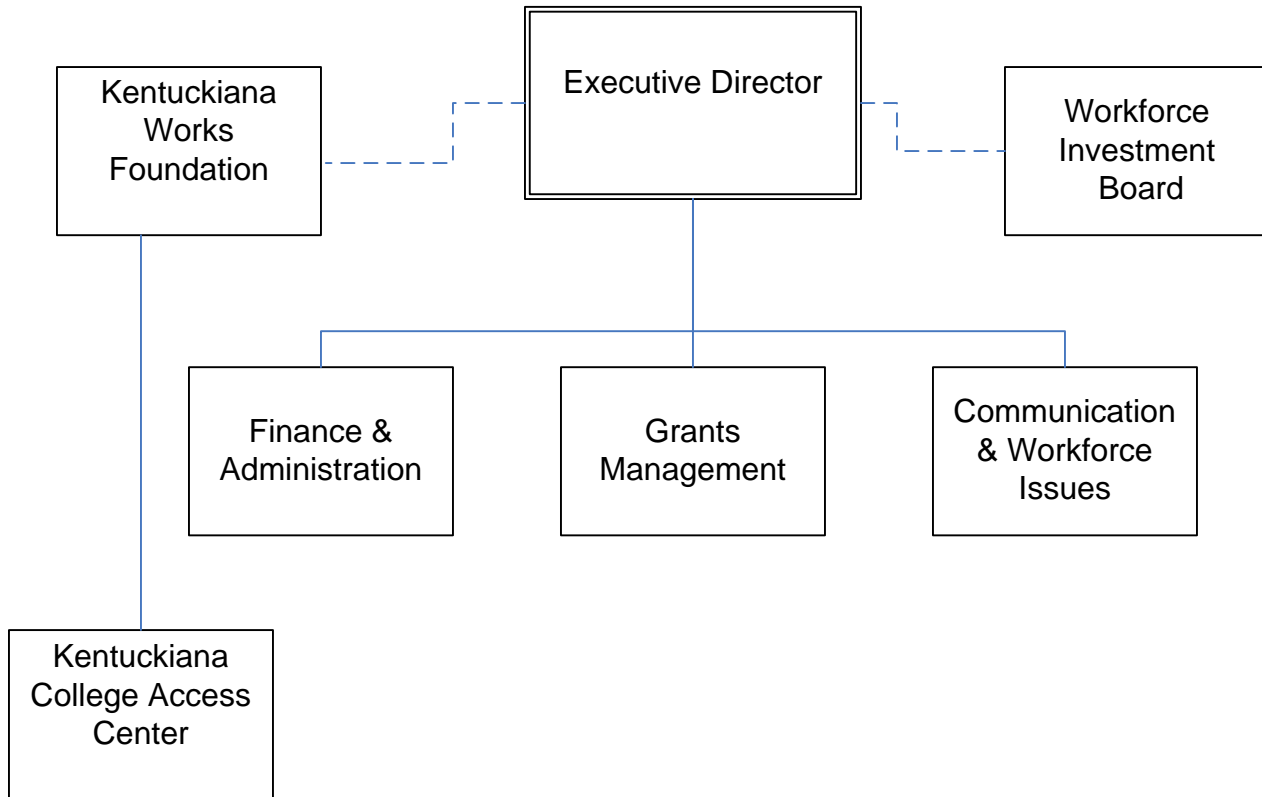 Executive Director
Kentuckiana
Works
Foundation
Workforce
Investment
Board
Finance &
Administration
Grants
Management
Communication
& Workforce
Issues
Kentuckiana
College Access
Center